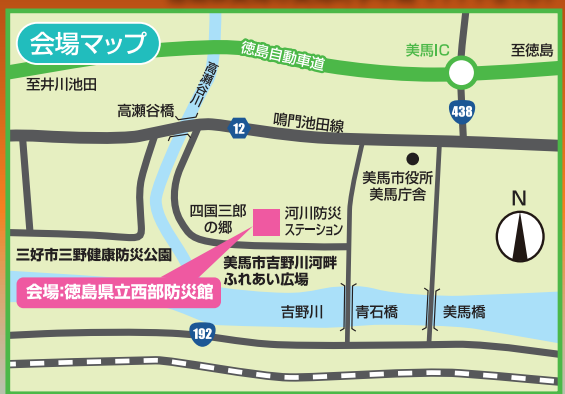 会場マップ
徳島自動車道
美馬IC
至徳島
至井川池田
高瀬谷川
高瀬谷橋
438
12
鳴門池田線
美馬市役所
美馬庁舎
N
四国三郎
の郷
河川防災
ステーション
三好市三野健康防災公園
美馬市吉野川河畔
ふれあい広場
会場:徳島県立西部防災館
吉野川
青石橋
美馬橋
192